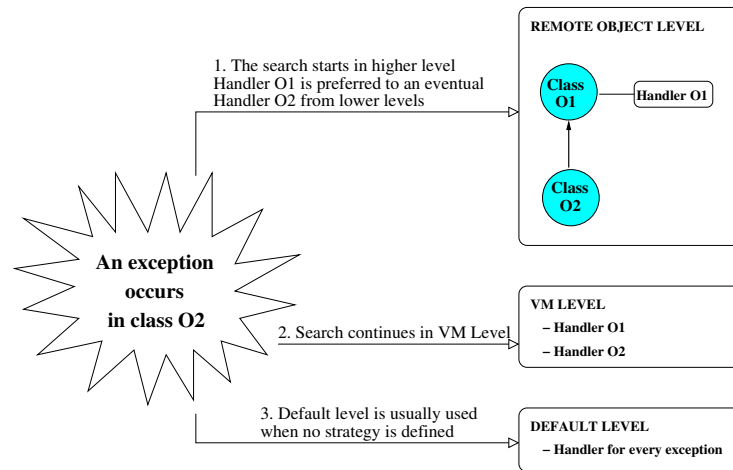 REMOTE OBJECT LEVEL
1. The search starts in higher level
Handler O1 is preferred to an eventual
Handler O2 from lower levels
Class
O1
Handler O1
Class
O2
An exception
occurs
in class O2
VM LEVEL
– Handler O1
– Handler O2
2. Search continues in VM Level
3. Default level is usually used
when no strategy is defined
DEFAULT LEVEL
– Handler for every exception